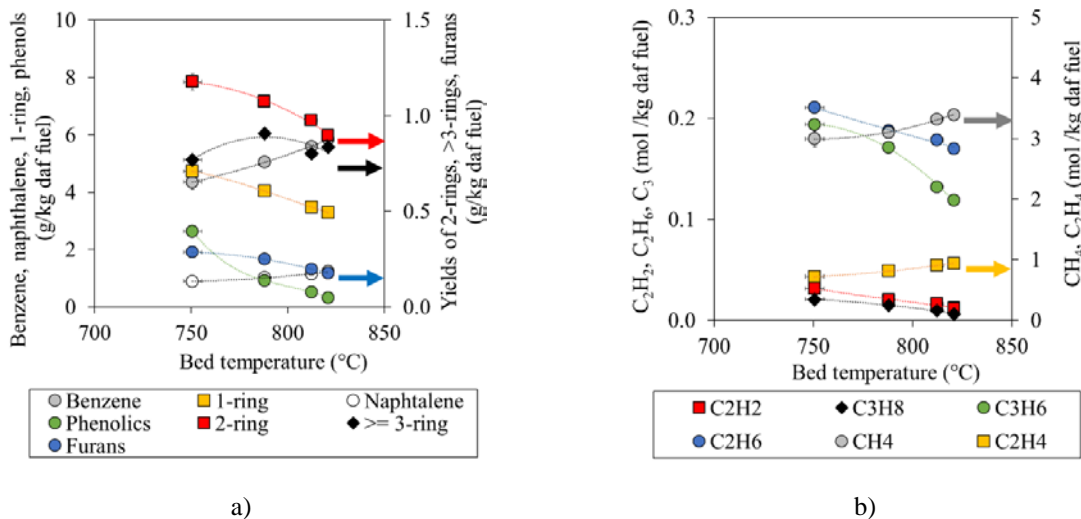 Benzene, naphthalene, 1-ring, phenols
(g/kg daf fuel)
10
8
6
4
2
0
1.5
1.0
0.5
0.0
Yields of 2-rings, >3-rings, furans
(g/kg daf fuel)
700
750
800
850
Bed temperature (°C)
Benzene
1-ring
Naphtalene
Phenolics
2-ring
>= 3-ring
Furans
a)
C2H2, C2H6, C3 (mol /kg daf fuel
0.3
0.2
0.1
0.0
5
4
3
2
1
0
CH4, C2H4 (mol/kg daf fuel
700
750
800
850
Bed temperature (°C)
C2H2
C3H8
C3H6
C2H6
CH4
C2H4
b)